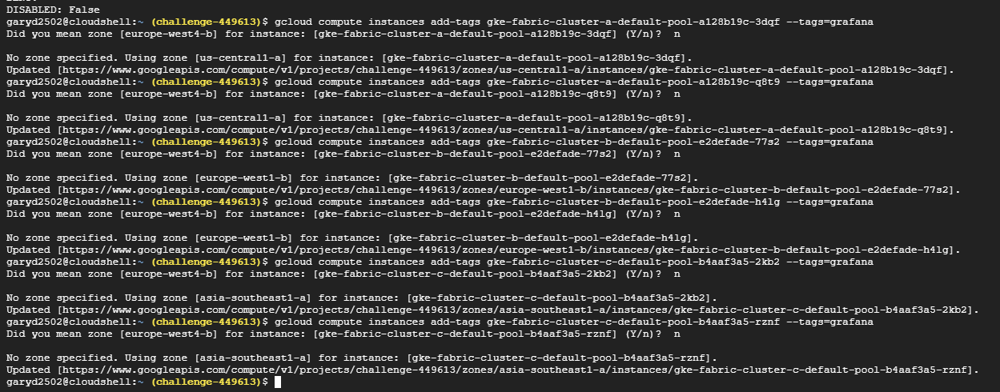 DISABLED: False
garyd2502@cloudshell:~ (challenge-449613)$ gcloud compute instances add-tags gke-fabric-cluster-a-default-pool-a128b19c-3dqf --tags=grafana
Did you mean zone [europe-west4-b] for instance: [gke-fabric-cluster-a-default-pool-a128b19c-3dqf] (Y/n)?  n
No zone specified. Using zone [us-central1-a] for instance: [gke-fabric-cluster-a-default-pool-a128b19c-3dqf].
Updated [https://www.googleapis.com/compute/v1/projects/challenge-449613/zones/us-central1-a/instances/gke-fabric-cluster-a-default-pool-a128b19c-3dqf].
garyd2502@cloudshell:~ (challenge-449613)$ gcloud compute instances add-tags gke-fabric-cluster-a-default-pool-a128b19c-q8t9 --tags=grafana
Did you mean zone [europe-west4-b] for instance: [gke-fabric-cluster-a-default-pool-a128b19c-q8t9] (Y/n)?  n
No zone specified. Using zone [us-central1-a] for instance: [gke-fabric-cluster-a-default-pool-a128b19c-q8t9].
Updated [https://www.googleapis.com/compute/v1/projects/challenge-449613/zones/us-central1-a/instances/gke-fabric-cluster-a-default-pool-a128b19c-q8t9].
garyd2502@cloudshell:~ (challenge-449613)$ gcloud compute instances add-tags gke-fabric-cluster-b-default-pool-e2defade-77s2 --tags=grafana
Did you mean zone [europe-west4-b] for instance: [gke-fabric-cluster-b-default-pool-e2defade-77s2] (Y/n)?  n
No zone specified. Using zone [europe-west1-b] for instance: [gke-fabric-cluster-b-default-pool-e2defade-77s2].
Updated [https://www.googleapis.com/compute/v1/projects/challenge-449613/zones/europe-west1-b/instances/gke-fabric-cluster-b-default-pool-e2defade-77s2].
garyd2502@cloudshell:~ (challenge-449613)$ gcloud compute instances add-tags gke-fabric-cluster-b-default-pool-e2defade-h4lg --tags=grafana
Did you mean zone [europe-west4-b] for instance: [gke-fabric-cluster-b-default-pool-e2defade-h4lg] (Y/n)?  n
No zone specified. Using zone [europe-west1-b] for instance: [gke-fabric-cluster-b-default-pool-e2defade-h4lg].
Updated [https://www.googleapis.com/compute/v1/projects/challenge-449613/zones/europe-west1-b/instances/gke-fabric-cluster-b-default-pool-e2defade-h4lg].
garyd2502@cloudshell:~ (challenge-449613)$ gcloud compute instances add-tags gke-fabric-cluster-c-default-pool-b4aaf3a5-2kb2 --tags=grafana
Did you mean zone [europe-west4-b] for instance: [gke-fabric-cluster-c-default-pool-b4aaf3a5-2kb2] (Y/n)?  n
No zone specified. Using zone [asia-southeast1-a] for instance: [gke-fabric-cluster-c-default-pool-b4aaf3a5-2kb2].
Updated [https://www.googleapis.com/compute/v1/projects/challenge-449613/zones/asia-southeast1-a/instances/gke-fabric-cluster-c-default-pool-b4aaf3a5-2kb2].
garyd2502@cloudshell:~ (challenge-449613)$ gcloud compute instances add-tags gke-fabric-cluster-c-default-pool-b4aaf3a5-rznf --tags=grafana
Did you mean zone [europe-west4-b] for instance: [gke-fabric-cluster-c-default-pool-b4aaf3a5-rznf] (Y/n)?  n
No zone specified. Using zone [asia-southeast1-a] for instance: [gke-fabric-cluster-c-default-pool-b4aaf3a5-rznf].
Updated [https://www.googleapis.com/compute/v1/projects/challenge-449613/zones/asia-southeast1-a/instances/gke-fabric-cluster-c-default-pool-b4aaf3a5-rznf].
garyd2502@cloudshell:~ (challenge-449613)$